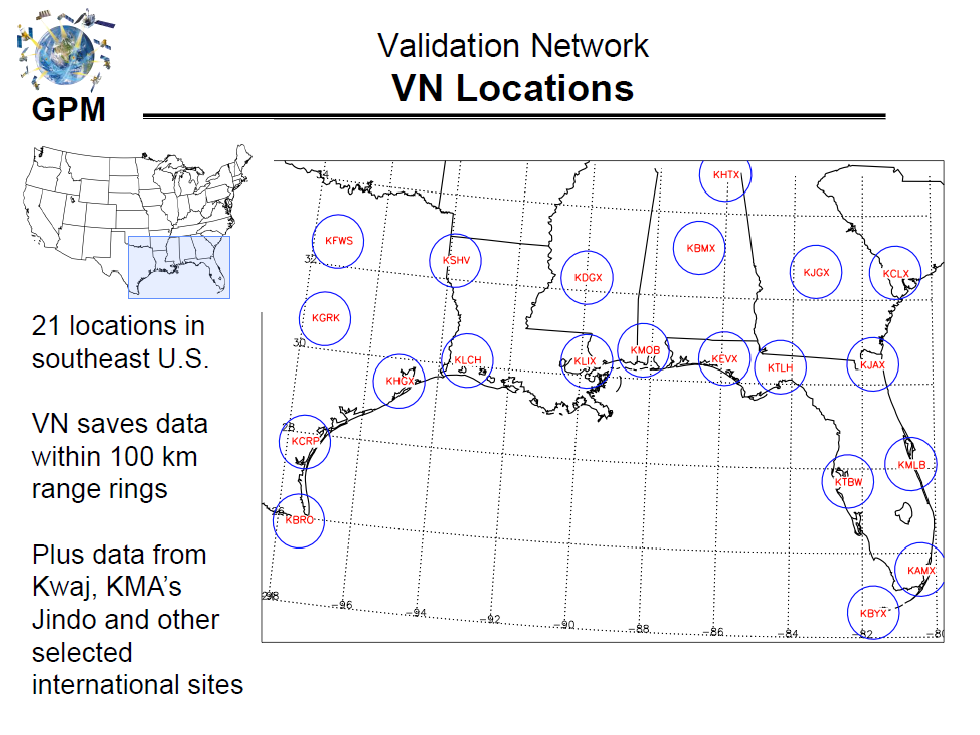 Validation Network
VN Locations
GPM
21 locations in
southeast U.S.
VN saves data
within 100 km
range rings
Plus data from
Kwaj, KMA's
Jindo and other
selected
international sites
34
KHTX
KFWS
KBMX
32
KSHV
KDGX
KJGX
KCLX
KGRK
30
KMOB
KLCH
KLIX
KEVX
KTLH
KJAX
KHGX
28
KCRP
KMLB
KTBW
26
KBRO
KAMX
-98
-96
-94
-92
-90
-88
-86
-84
-82
-80
KBYX